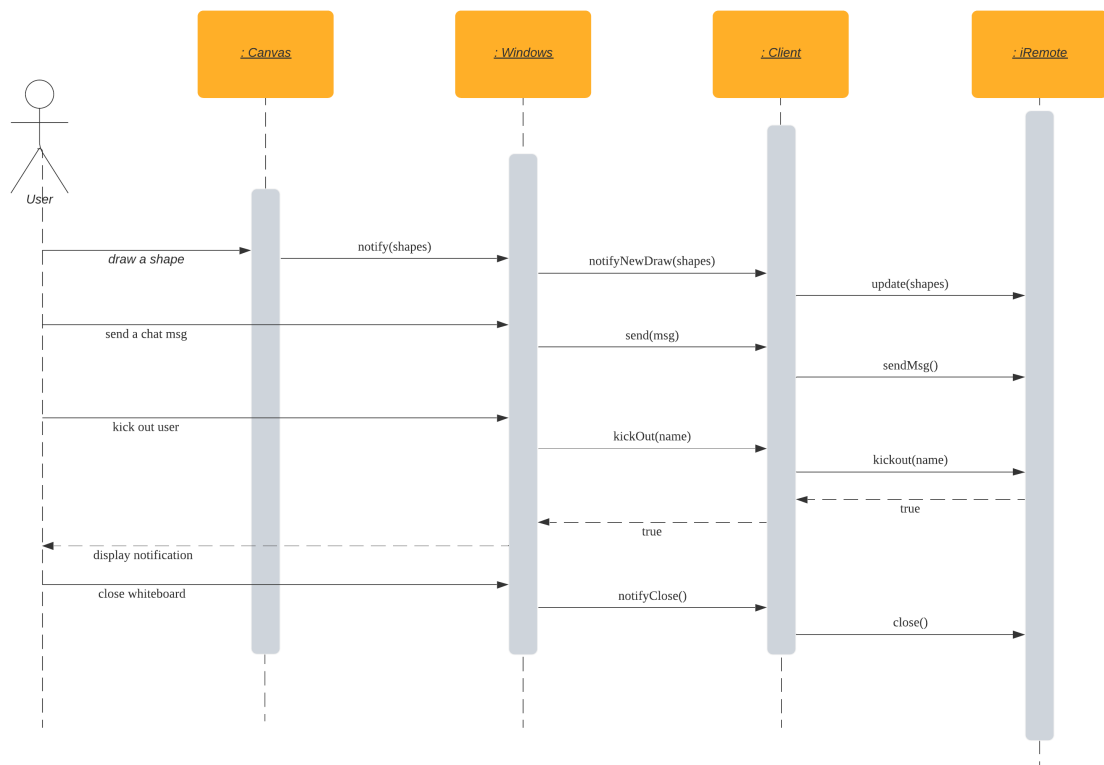 : Canvas
: Windows
: Client
: iRemote
User
notify(shapes)
draw a shape
notifyNewDraw(shapes)
update(shapes)
send a chat msg
send(msg)
sendMsg()
kick out user
kickOut(name)
kickout(name)
true
true
display notification
close whiteboard
notifyClose()
close()